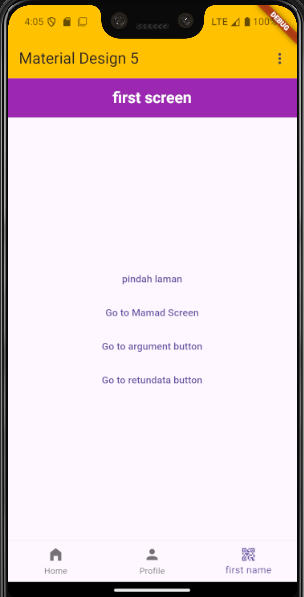 4:05 LTE 100%
DEBUG
Material Design 5
first screen
pindah laman
Go to Mamad Screen
Go to argument button
Go to retundata button
Home Profile first name